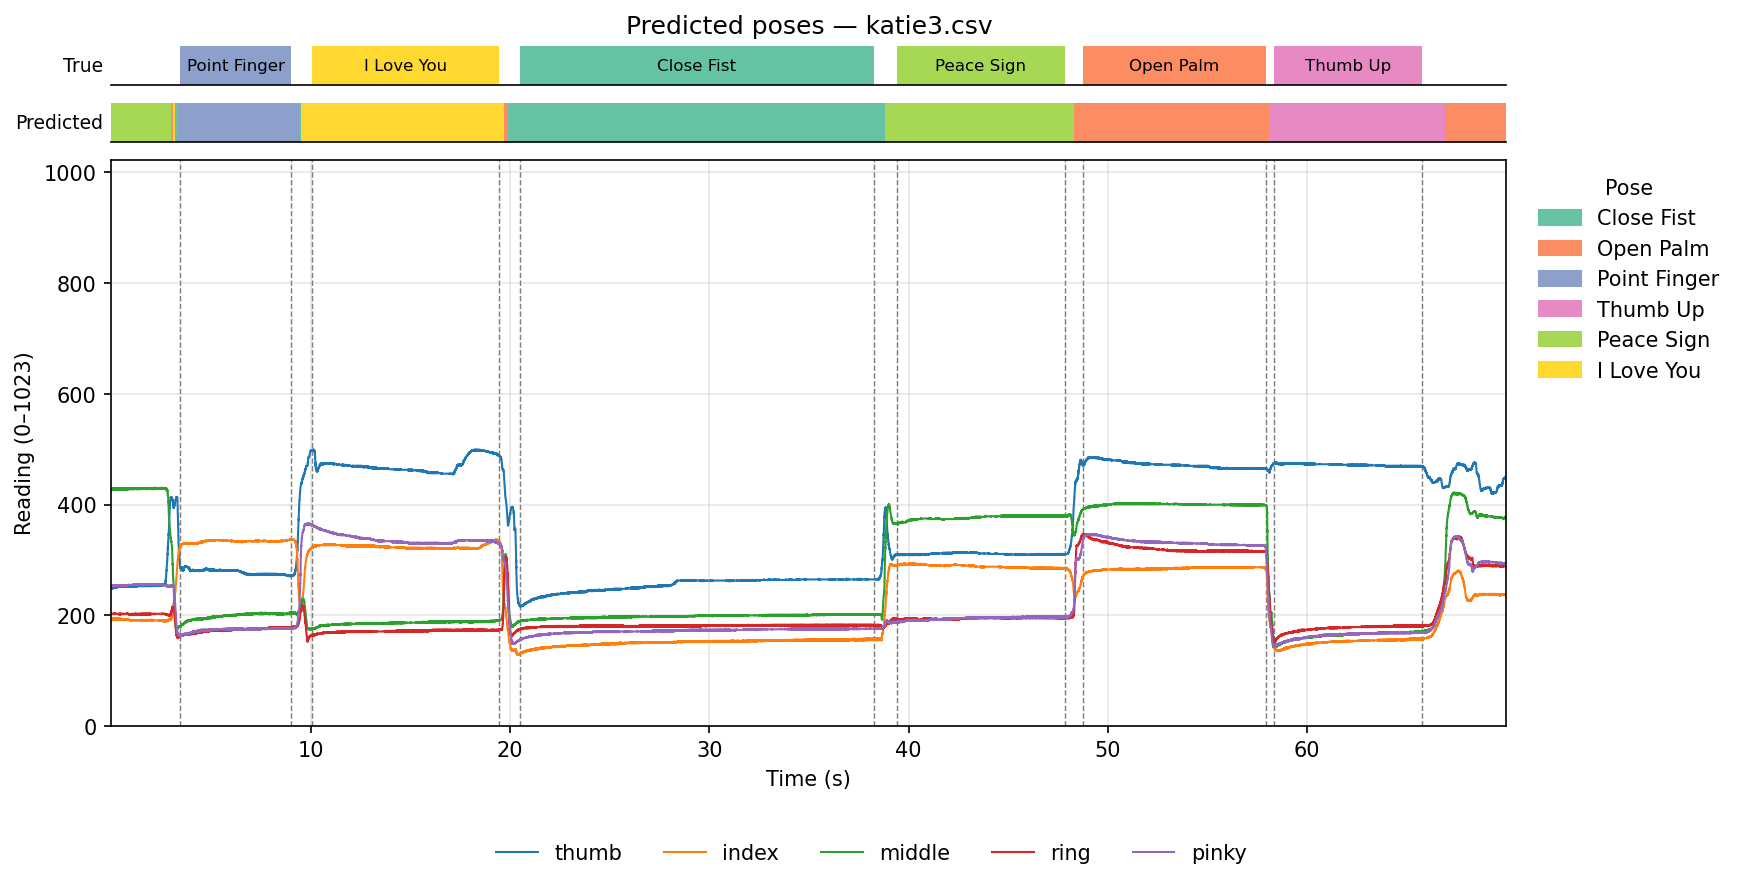 Predicted poses — katie3.csv
True
Point Finger
I Love You
Close Fist
Peace Sign
Open Palm
Thumb Up
Predicted
1000
800
600
400
200
0
Reading (0–1023)
10
20
30
40
50
60
Time (s)
Pose
Close Fist
Open Palm
Point Finger
Thumb Up
Peace Sign
I Love You
thumb
index
middle
ring
pinky